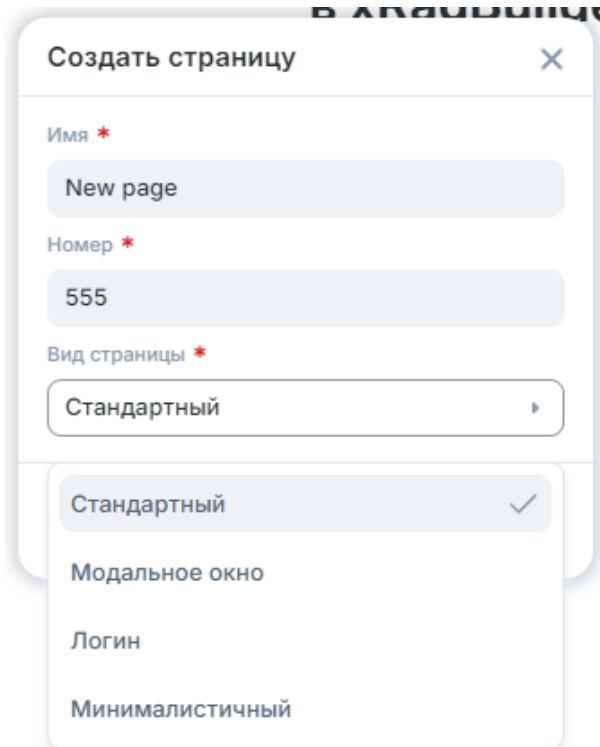 Создать страницу
Имя *
New page
Номер *
555
Вид страницы *
Стандартный
Стандартный
Модальное окно
Логин
Минималистичный